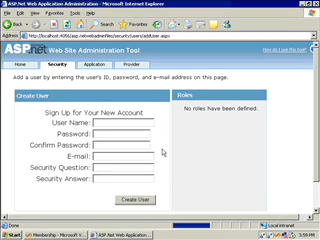 ASP.Net Web Application Administration - Microsoft Internet Explorer
File Edit View Favorites Tools Help
Address http://localhost:4056/asp.netwebadminfiles/security/users/addUser.aspx
ASP.net Web Site Administration Tool
How do I use this tool?
Home Security Application Provider
Add a user by entering the user's ID, password, and e-mail address on this page.
Create User
Roles
Sign Up for Your New Account
No roles have been defined.
User Name:
Password:
Confirm Password:
E-mail:
Security Question:
Security Answer:
Create User
Done
Local intranet
Start
Membership - Microsoft V
ASP.Net Web Applicati
3:59 PM